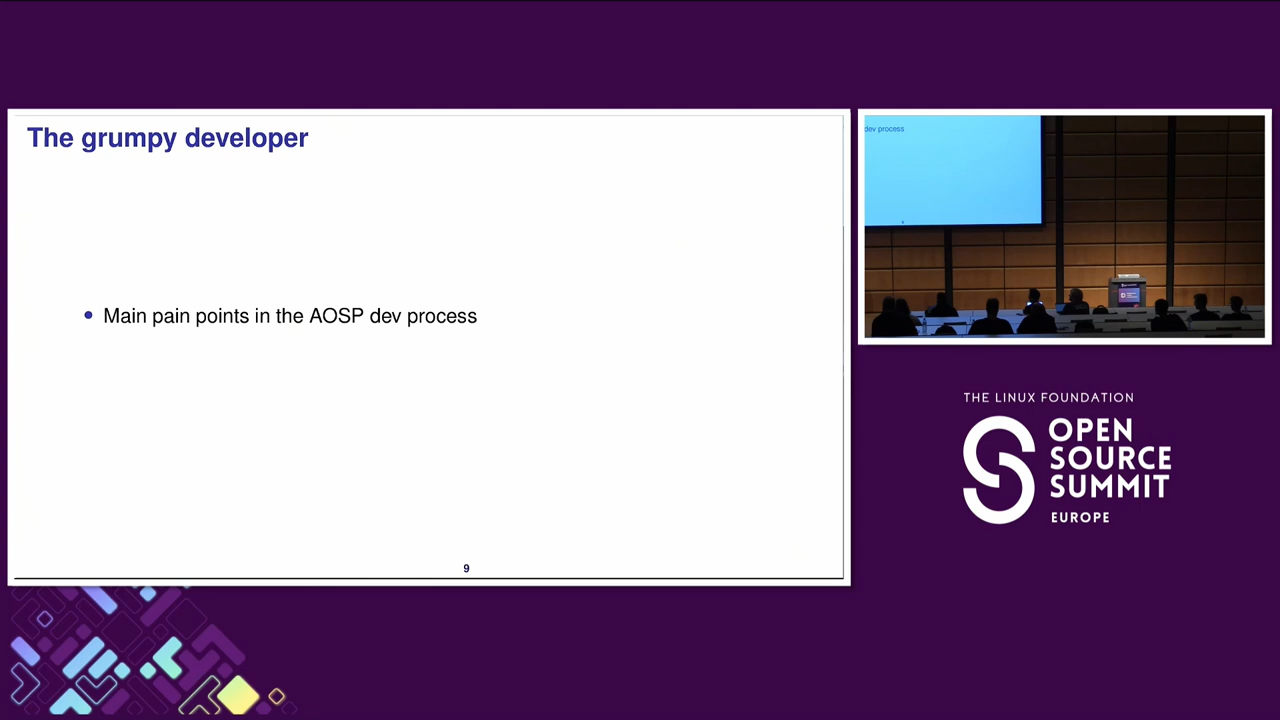 The grumpy developer
Main pain points in the AOSP dev process
9
dev process
THE LINUX FOUNDATION
OPEN
SOURCE
SUMMIT
EUROPE